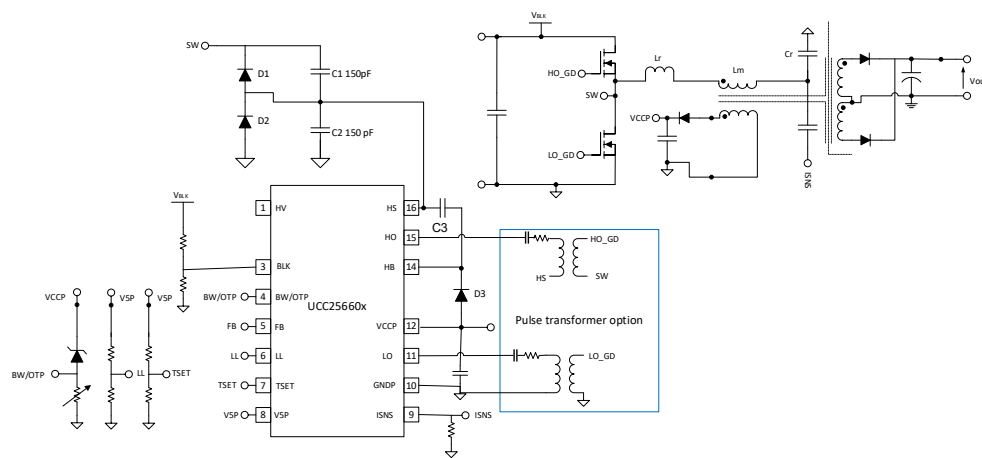 SW
D1
C1 150pF
D2
C2 150 pF
VBLK
HO_GD
SW
LO_GD
Lr
Lm
Cr
VCCP
ISNS
Vou
VBLK
1 HV
HS 16
C3
HO 15
3 BLK
HB 14
BW/OTP 4 BW/OTP
UCC25660x
D3
FB 5 FB
VCCP 12
LL 6 LL
LO 11
TSET 7 TSET
GNDP 10
V5P 8 V5P
ISNS 9 ISNS
HO_GD
HS SW
Pulse transformer option
LO_GD
VCCP V5P V5P
BW/OTP LL TSET